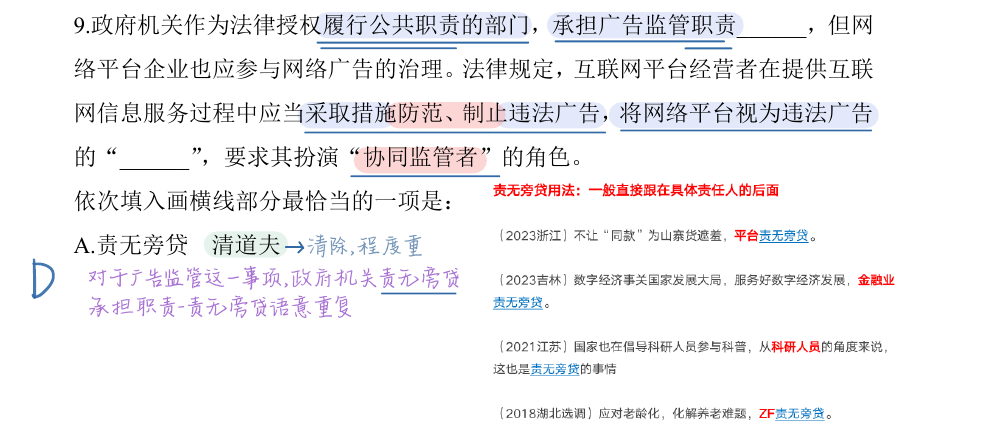 9.政府机关作为法律授权履行公共职责的部门，承担广告监管职责______，但网
络平台企业也应参与网络广告的治理。法律规定，互联网平台经营者在提供互联
网信息服务过程中应当采取措施防范、制止违法广告，将网络平台视为违法广告
的“______”，要求其扮演“协同监管者”的角色。
依次填入画横线部分最恰当的一项是：
A.责无旁贷 清道夫→清除,程度重
D
对于广告监管这一事项,政府机关责无旁贷
承担职责-责无旁贷语意重复
责无旁贷用法：一般直接跟在具体责任人的后面
（2023浙江）不让“同款”为山寨货遮羞，平台责无旁贷。
（2023吉林）数字经济事关国家发展大局，服务好数字经济发展，金融业
责无旁贷。
（2021江苏）国家也在倡导科研人员参与科普，从科研人员的角度来说，
这也是责无旁贷的事情
（2018湖北选调）应对老龄化，化解养老难题，ZF责无旁贷。